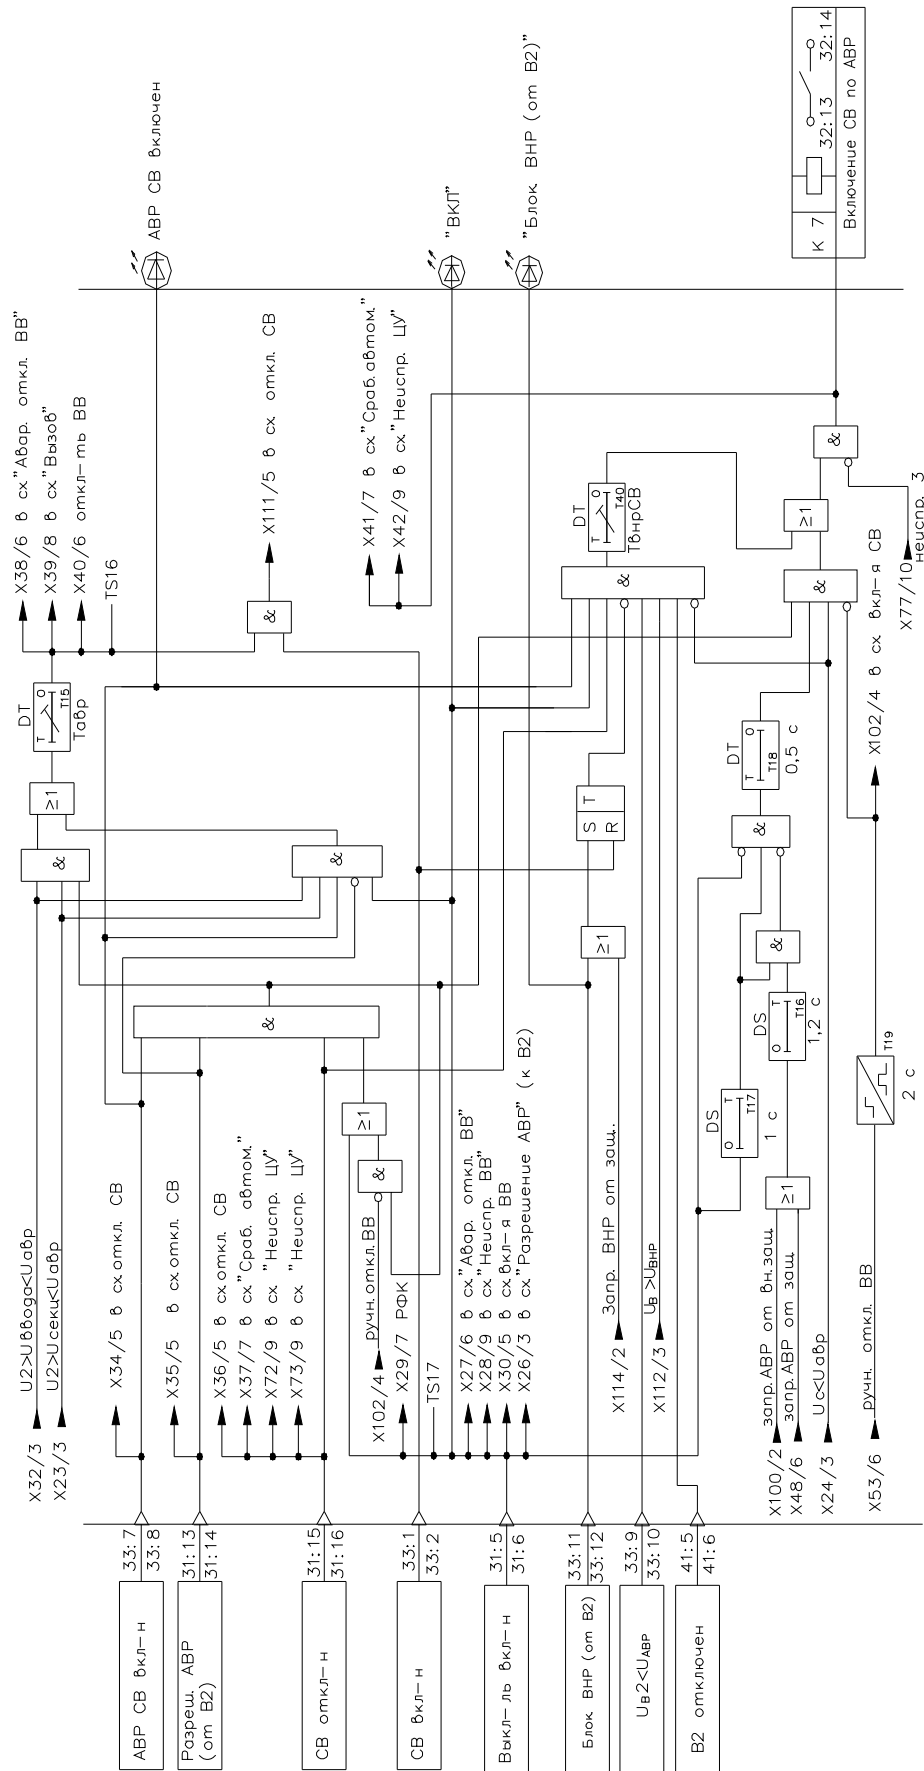 АВР СВ вкл-н
33:7
33:8
Разреш. АВР
(от В2)
31:13
31:14
СВ откл-н
31:15
31:16
СВ вкл-н
33:1
33:2
Выкл-ль вкл-н
31:5
31:6
Блок ВНР (от В2)
33:11
33:12
Uв2<UАВР
33:9
33:10
В2 отключен
41:5
41:6
X32/3
U2>Uввода<Uавр
X23/3
U2>Uсекц<Uавр
X34/5 в сх.откл. СВ
X35/5 в сх.откл. СВ
X36/5 в сх.откл. СВ
X37/7 в сх"Сраб. автом."
X72/9 в сх "Неиспр. ЦУ"
X73/9 в сх "Неиспр. ЦУ"
X102/4
ручн.откл.ВВ
X29/7 РФК
TS17
X27/6 в сх"Авар. откл. ВВ"
X28/9 в сх"Неиспр. ВВ"
X30/5 в сх.вкл-я ВВ
X26/3 в сх"Разрешение АВР" (к В2)
X114/2
Запр. ВНР от защ.
X112/3
Uв >UВНР
X100/2
запр.АВР от вн.защ
X48/6
запр.АВР от защ
X24/3
Uс<Uавр
X53/6
ручн. откл. ВВ
&
≥1
&
&
≥1
&
≥1
S T
R
≥1
DS
О Т
T17
1 с
DS
О Т
T16
1,2 с
&
&
DT
Т О
T18
0,5 с
T19
2 с
DT
Т О
T15
Тавр
X38/6 в сх"Авар. откл. ВВ"
X39/8 в сх"Вызов"
X40/6 откл-ть ВВ
TS16
&
X111/5 в сх. откл. СВ
X41/7 в сх"Сраб.автом."
X42/9 в сх"Неиспр. ЦУ"
&
DT
Т О
T40
ТвнрСВ
&
≥1
&
X102/4 в сх. вкл-я СВ
X77/10
неиспр. 3
АВР СВ включен
"ВКЛ"
"Блок. ВНР (от В2)"
К 7
32:13 32:14
Включение СВ по АВР